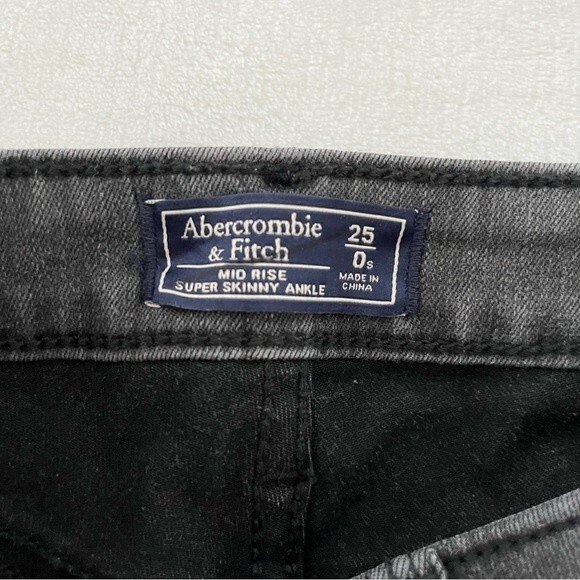 Abercrombie
& Fitch
MID RISE
SUPER SKINNY ANKLE
25
0s
MADE IN
CHINA